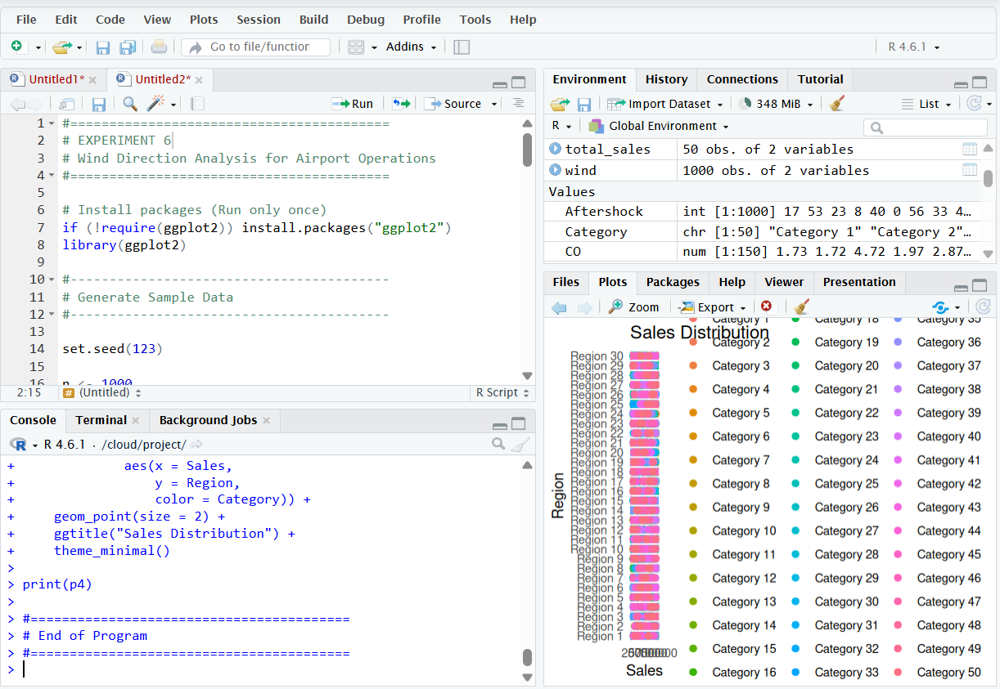 File Edit Code View Plots Session Build Debug Profile Tools Help
Go to file/function Addins R 4.6.1
Untitled1* Untitled2*
Run Source
1 #=========================================
2 # EXPERIMENT 6
3 # Wind Direction Analysis for Airport Operations
4 #=========================================
5
6 # Install packages (Run only once)
7 if (!require(ggplot2)) install.packages("ggplot2")
8 library(ggplot2)
9
10 #-----------------------------------------
11 # Generate Sample Data
12 #-----------------------------------------
13
14 set.seed(123)
15
16 n <- 1000
2:15 # (Untitled) R Script
Console Terminal Background Jobs
R 4.6.1 · /cloud/project/
+ aes(x = Sales,
+ y = Region,
+ color = Category)) +
+ geom_point(size = 2) +
+ ggtitle("Sales Distribution") +
+ theme_minimal()
>
> print(p4)
>
> #=========================================
> # End of Program
> #=========================================
>
Environment History Connections Tutorial
Import Dataset 348 MiB List
R Global Environment
total_sales 50 obs. of 2 variables
wind 1000 obs. of 2 variables
Values
Aftershock int [1:1000] 17 53 23 8 40 0 56 33 4…
Category chr [1:50] "Category 1" "Category 2"…
CO num [1:150] 1.73 1.72 4.72 1.97 2.87…
Files Plots Packages Help Viewer Presentation
Zoom Export
Sales Distribution
Region
Region 30
Region 29
Region 28
Region 27
Region 26
Region 25
Region 24
Region 23
Region 22
Region 21
Region 20
Region 19
Region 18
Region 17
Region 16
Region 15
Region 14
Region 13
Region 12
Region 11
Region 10
Region 9
Region 8
Region 7
Region 6
Region 5
Region 4
Region 3
Region 2
Region 1
Sales
Category 1 Category 18 Category 35
Category 2 Category 19 Category 36
Category 3 Category 20 Category 37
Category 4 Category 21 Category 38
Category 5 Category 22 Category 39
Category 6 Category 23 Category 40
Category 7 Category 24 Category 41
Category 8 Category 25 Category 42
Category 9 Category 26 Category 43
Category 10 Category 27 Category 44
Category 11 Category 28 Category 45
Category 12 Category 29 Category 46
Category 13 Category 30 Category 47
Category 14 Category 31 Category 48
Category 15 Category 32 Category 49
Category 16 Category 33 Category 50